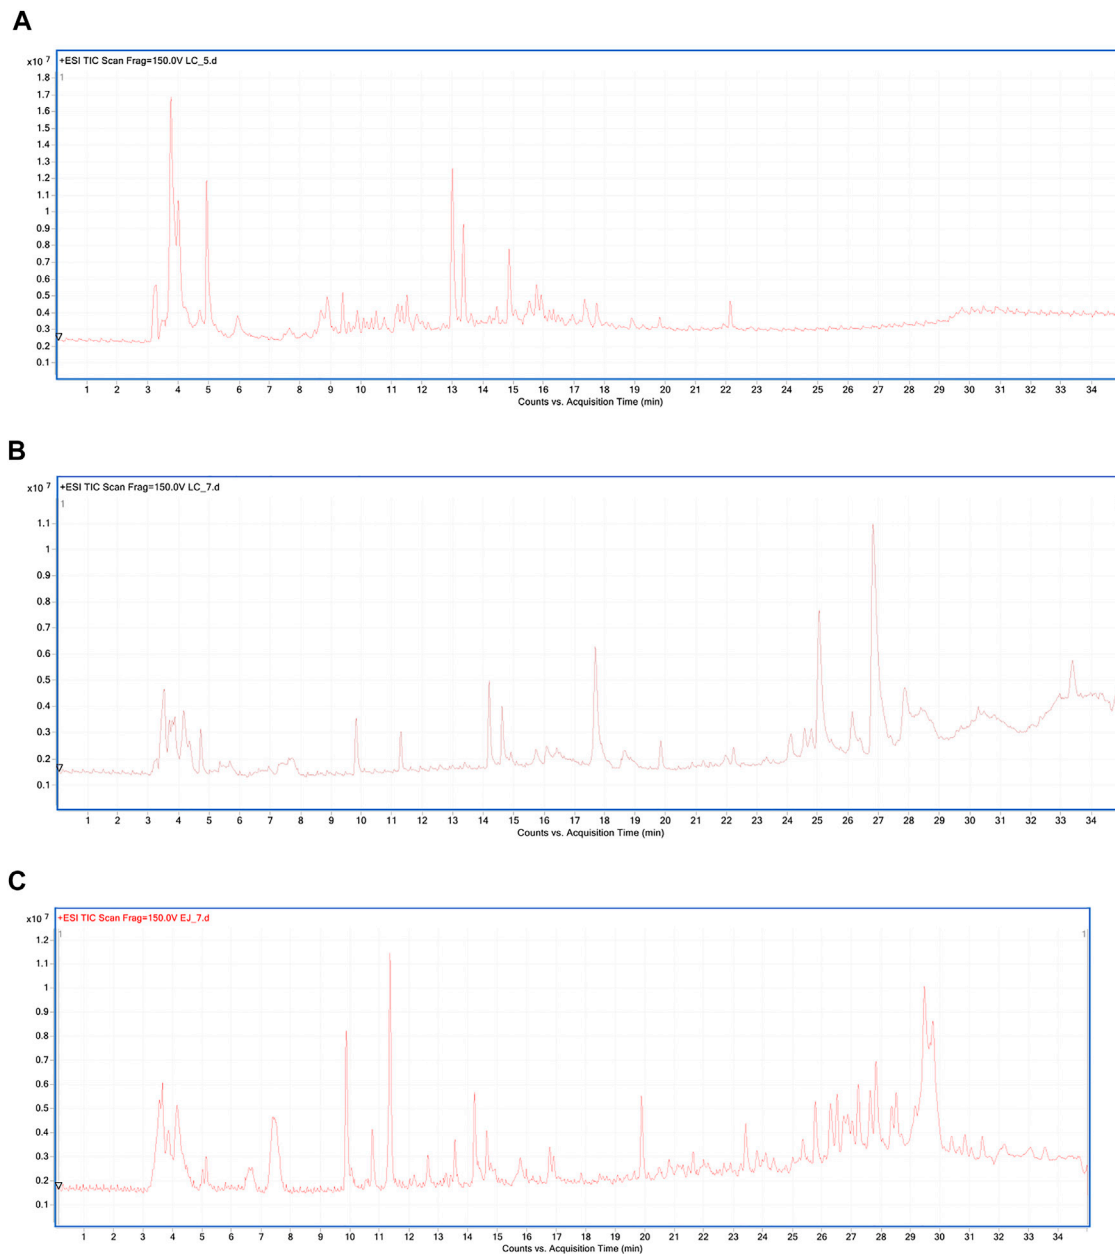 A
x10 7
+ESI TIC Scan Frag=150.0V LC_5.d
1
1.8
1.7
1.6
1.5
1.4
1.3
1.2
1.1
1
0.9
0.8
0.7
0.6
0.5
0.4
0.3
0.2
0.1
1 2 3 4 5 6 7 8 9 10 11 12 13 14 15 16 17 18 19 20 21 22 23 24 25 26 27 28 29 30 31 32 33 34
Counts vs. Acquisition Time (min)
B
x10 7
+ESI TIC Scan Frag=150.0V LC_7.d
1
1.1
1
0.9
0.8
0.7
0.6
0.5
0.4
0.3
0.2
0.1
1 2 3 4 5 6 7 8 9 10 11 12 13 14 15 16 17 18 19 20 21 22 23 24 25 26 27 28 29 30 31 32 33 34
Counts vs. Acquisition Time (min)
C
x10 7
+ESI TIC Scan Frag=150.0V EJ_7.d
1 1
1.2
1.1
1
0.9
0.8
0.7
0.6
0.5
0.4
0.3
0.2
0.1
1 2 3 4 5 6 7 8 9 10 11 12 13 14 15 16 17 18 19 20 21 22 23 24 25 26 27 28 29 30 31 32 33 34
Counts vs. Acquisition Time (min)